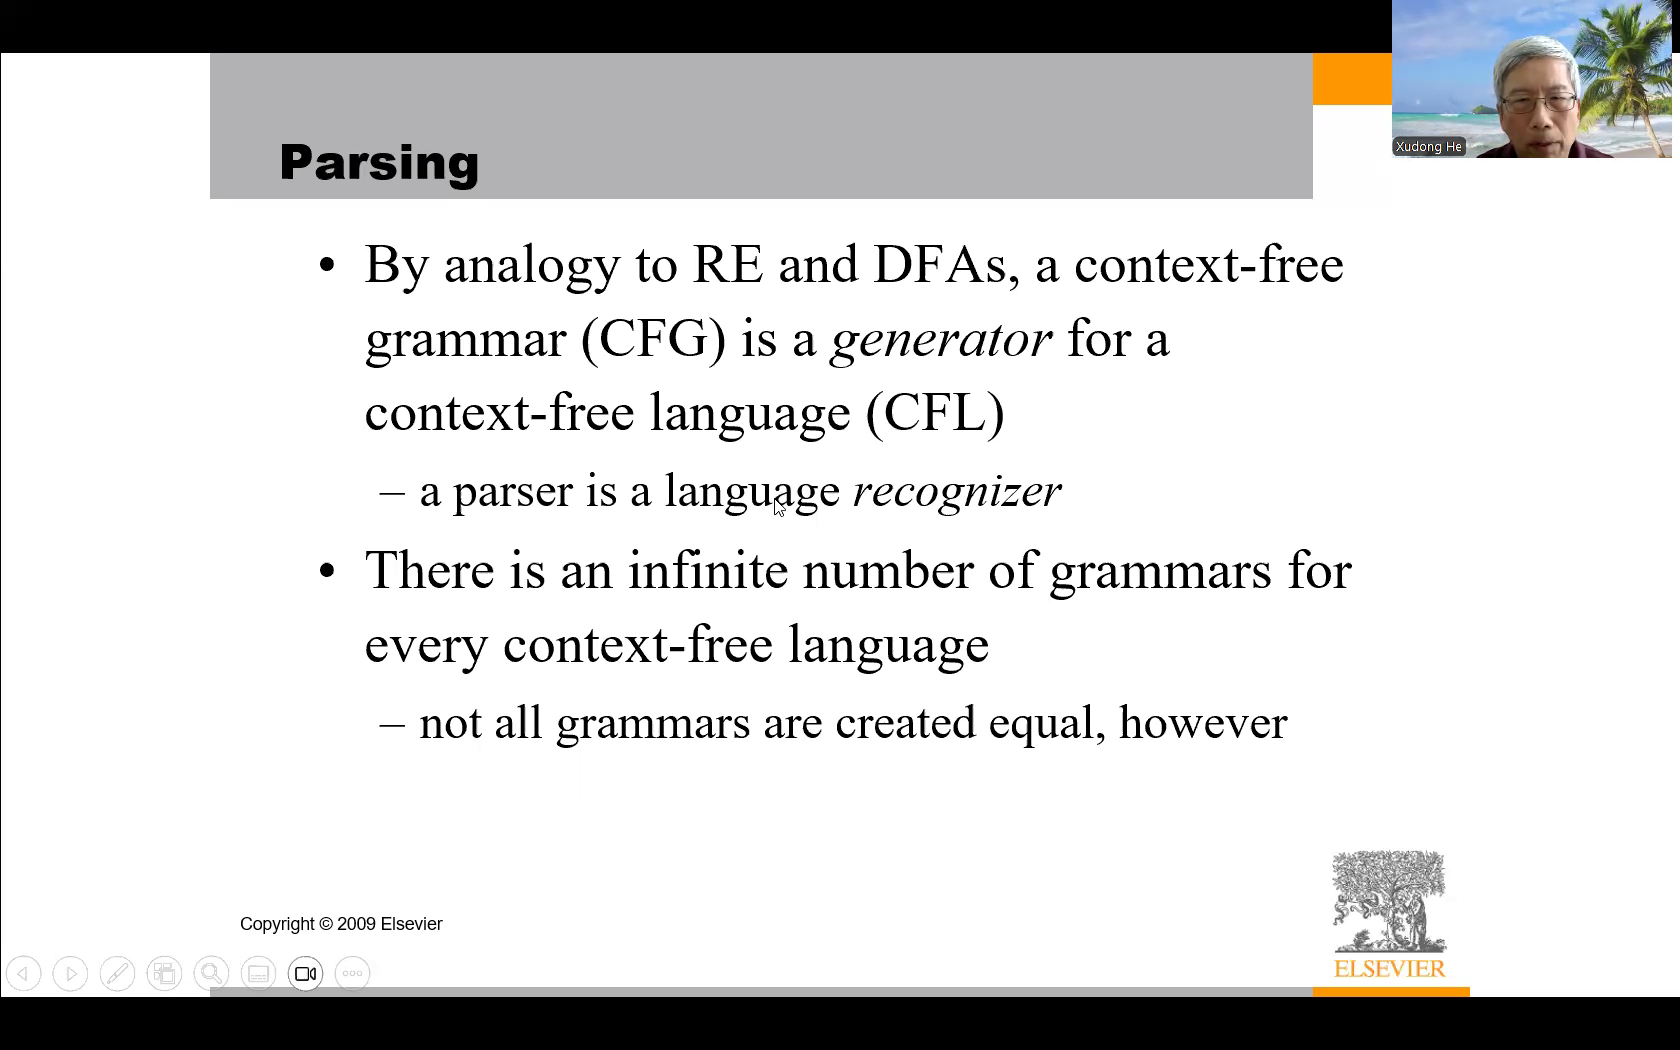 Xudong He
Parsing
• By analogy to RE and DFAs, a context-free
grammar (CFG) is a generator for a
context-free language (CFL)
– a parser is a language recognizer
• There is an infinite number of grammars for
every context-free language
– not all grammars are created equal, however
Copyright © 2009 Elsevier
ELSEVIER